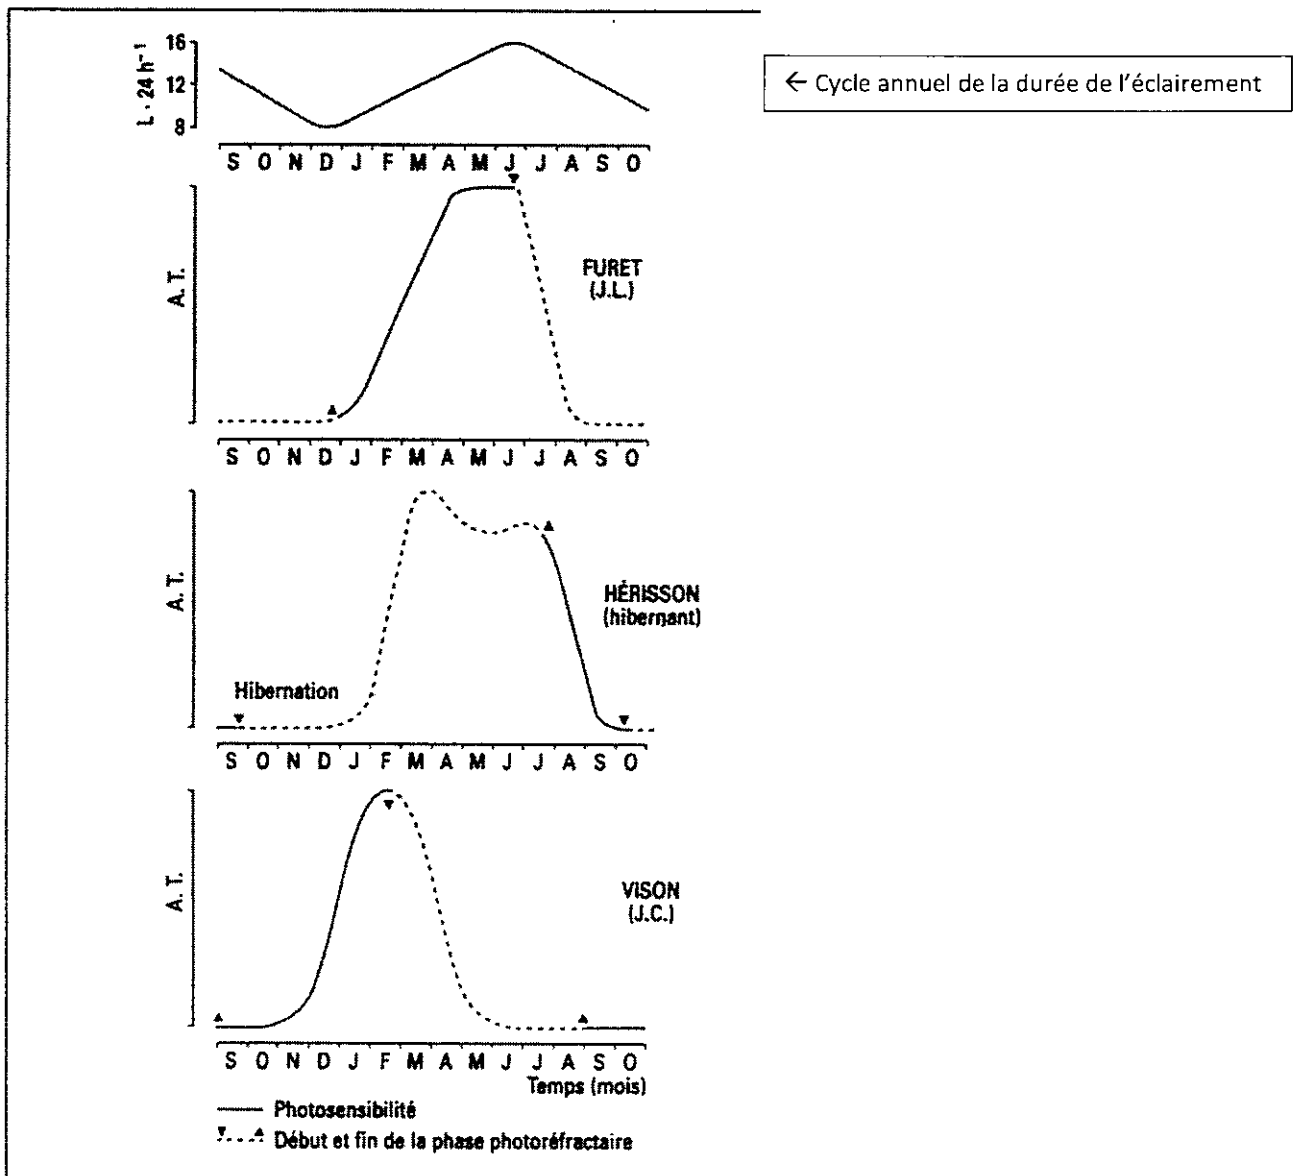 L · 24 h⁻¹
16
12
8
← Cycle annuel de la durée de l'éclairement
S O N D J F M A M J J A S O
A.T.
FURET
(J.L.)
S O N D J F M A M J J A S O
A.T.
HÉRISSON
(hibernant)
Hibernation
S O N D J F M A M J J A S O
A.T.
VISON
(J.C.)
S O N D J F M A M J J A S O
Temps (mois)
Photosensibilité
Début et fin de la phase photoréfractaire